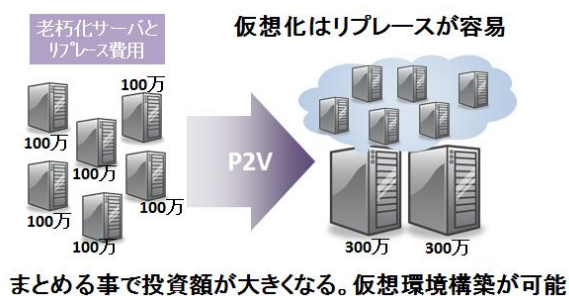 老朽化サーバと
リプレース費用
仮想化はリプレースが容易
100万
100万
100万
100万
100万
100万
P2V
300万
300万
まとめる事で投資額が大きくなる。仮想環境構築が可能